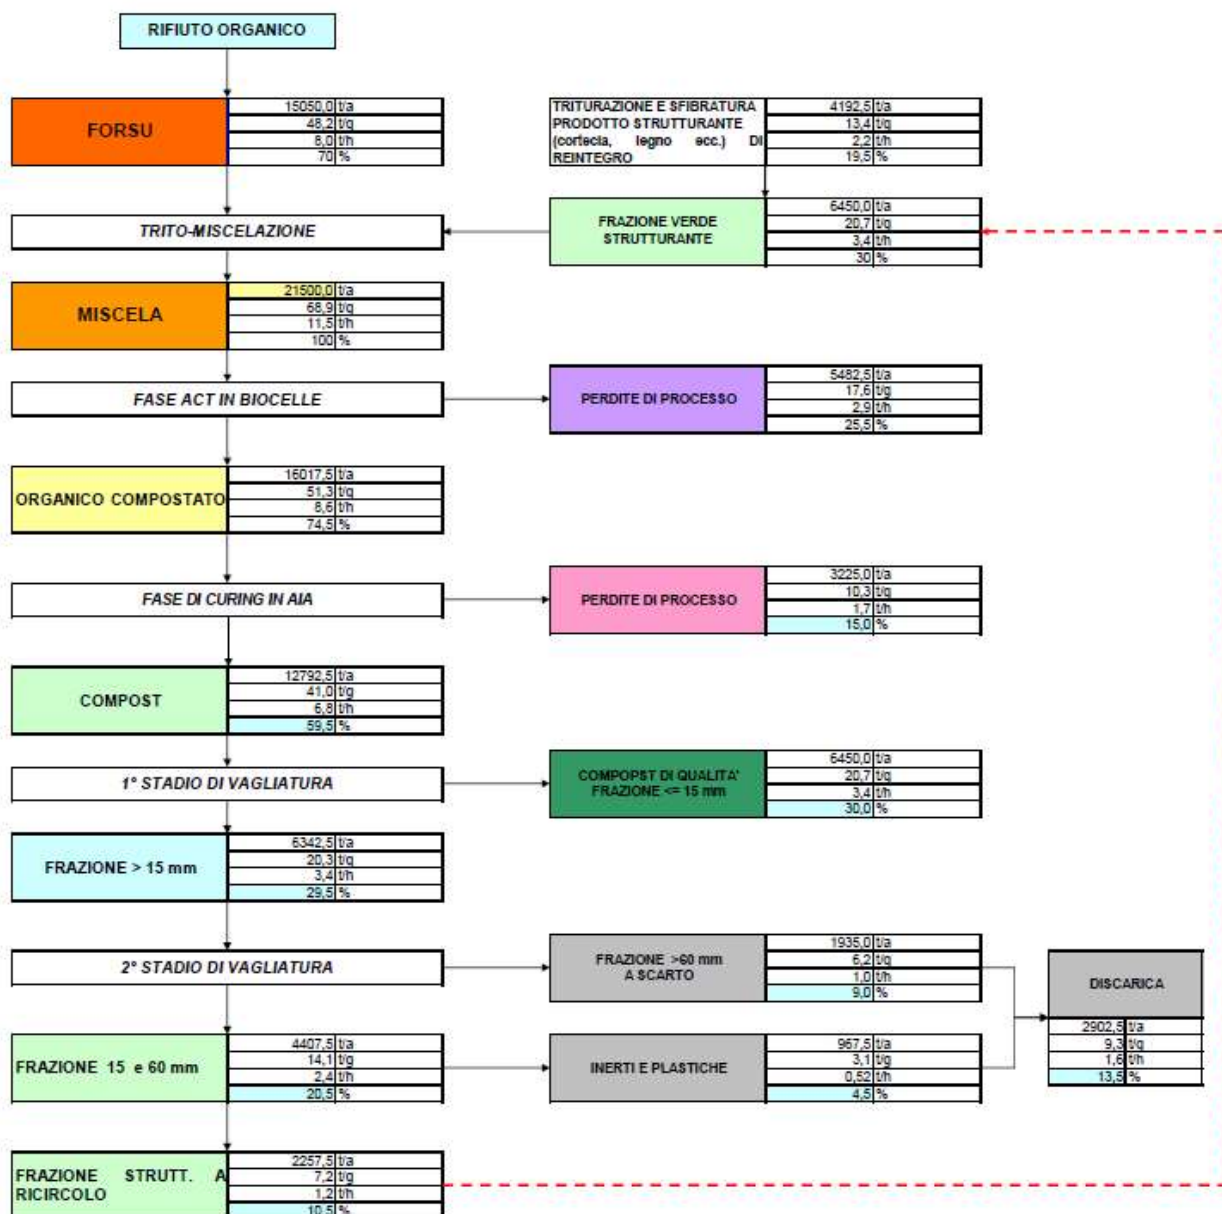 RIFIUTO ORGANICO
FORSU
15050,0 t/a
48,2 t/g
8,0 t/h
70 %
TRITURAZIONE E SFIBRATURA
PRODOTTO STRUTTURANTE
(corteccia, legno ecc.) DI
REINTEGRO
4192,5 t/a
13,4 t/g
2,2 t/h
19,5 %
TRITO-MISCELAZIONE
FRAZIONE VERDE
STRUTTURANTE
6450,0 t/a
20,7 t/g
3,4 t/h
30 %
MISCELA
21500,0 t/a
68,9 t/g
11,5 t/h
100 %
FASE ACT IN BIOCELLE
PERDITE DI PROCESSO
5482,5 t/a
17,6 t/g
2,9 t/h
25,5 %
ORGANICO COMPOSTATO
16017,5 t/a
51,3 t/g
8,6 t/h
74,5 %
FASE DI CURING IN AIA
PERDITE DI PROCESSO
3225,0 t/a
10,3 t/g
1,7 t/h
15,0 %
COMPOST
12792,5 t/a
41,0 t/g
6,8 t/h
59,5 %
1° STADIO DI VAGLIATURA
COMPOPST DI QUALITA'
FRAZIONE <= 15 mm
6450,0 t/a
20,7 t/g
3,4 t/h
30,0 %
FRAZIONE > 15 mm
6342,5 t/a
20,3 t/g
3,4 t/h
29,5 %
2° STADIO DI VAGLIATURA
FRAZIONE >60 mm
A SCARTO
1935,0 t/a
6,2 t/g
1,0 t/h
9,0 %
DISCARICA
2902,5 t/a
9,3 t/g
1,6 t/h
13,5 %
FRAZIONE 15 e 60 mm
4407,5 t/a
14,1 t/g
2,4 t/h
20,5 %
INERTI E PLASTICHE
967,5 t/a
3,1 t/g
0,52 t/h
4,5 %
FRAZIONE STRUTT. A
RICIRCOLO
2257,5 t/a
7,2 t/g
1,2 t/h
10,5 %